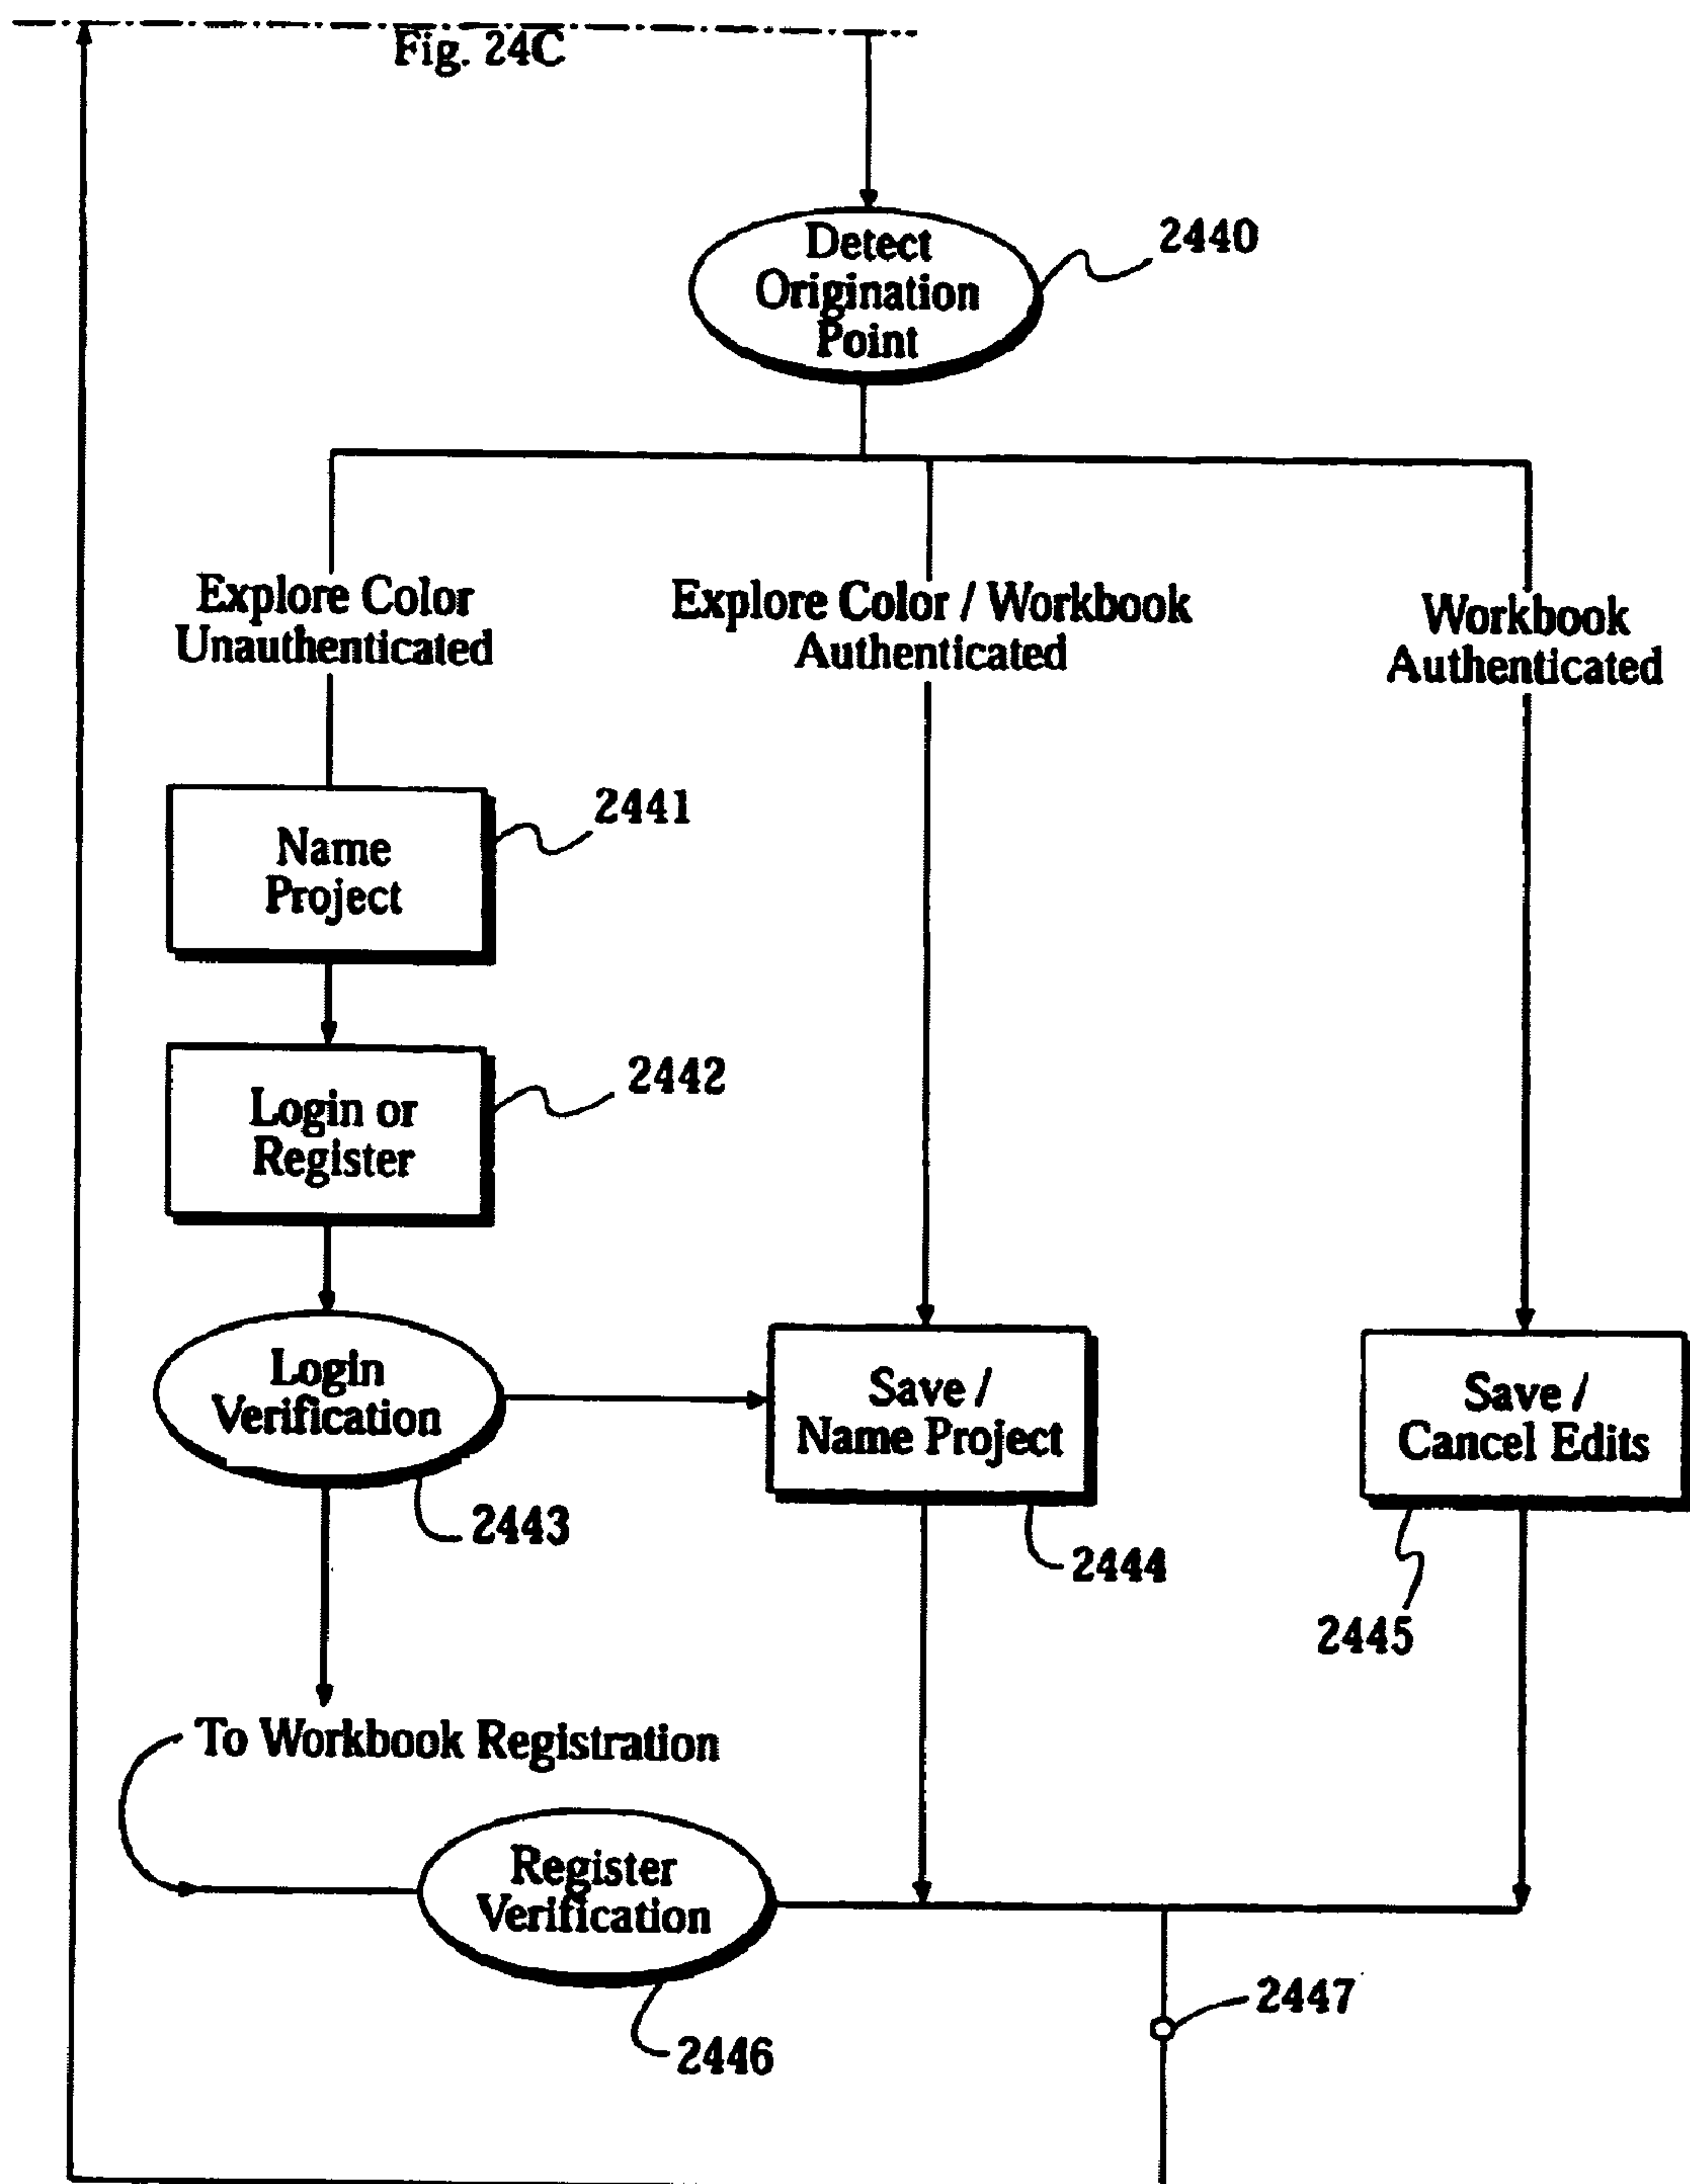 Fig. 24C
Detect
Origination
Point
2440
Explore Color
Unauthenticated
Explore Color / Workbook
Authenticated
Workbook
Authenticated
Name
Project
2441
Login or
Register
2442
Login
Verification
2443
Save /
Name Project
2444
Save /
Cancel Edits
2445
To Workbook Registration
Register
Verification
2446
2447